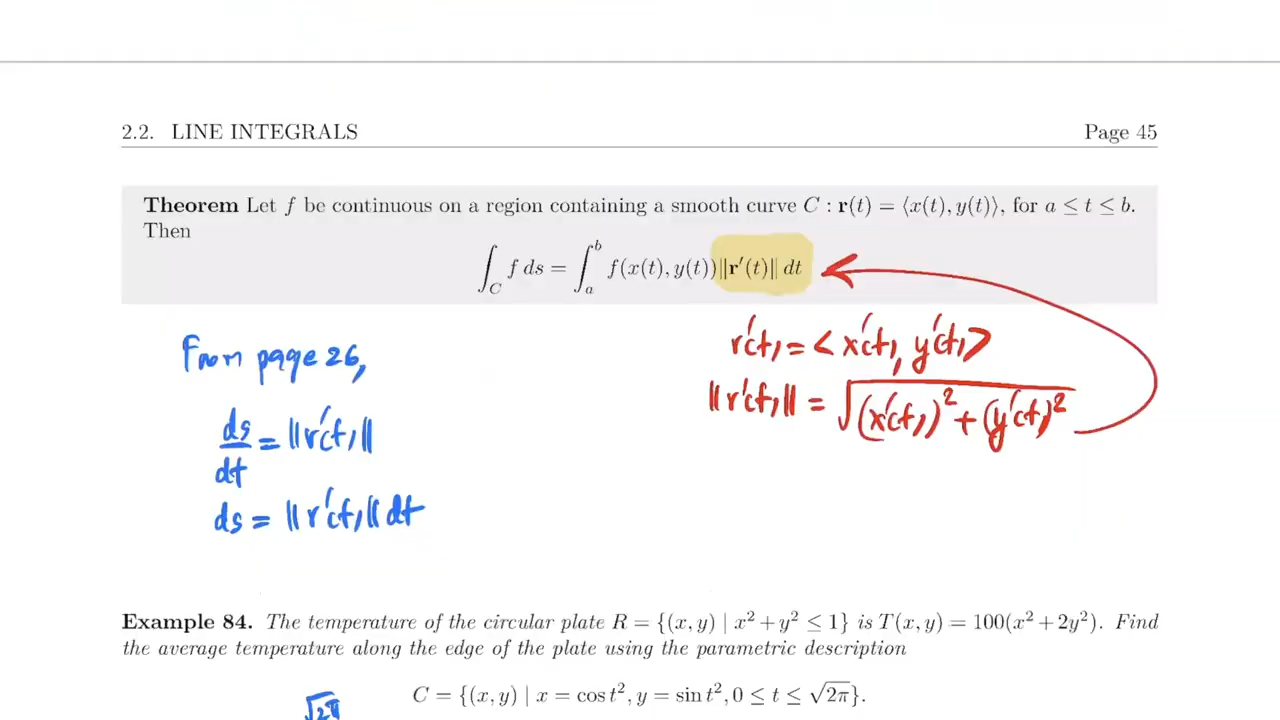 2.2. LINE INTEGRALS Page 45
Theorem Let f be continuous on a region containing a smooth curve C : r(t) = ⟨x(t), y(t)⟩, for a ≤ t ≤ b.
Then
∫_C f ds = ∫_a^b f(x(t), y(t))‖r′(t)‖ dt
From page 26,
ds/dt = ‖r′(t)‖
ds = ‖r′(t)‖ dt
r′(t) = <x′(t), y′(t)>
‖r′(t)‖ = √((x′(t))² + (y′(t))²
Example 84. The temperature of the circular plate R = {(x, y) | x² + y² ≤ 1} is T(x, y) = 100(x² + 2y²). Find
the average temperature along the edge of the plate using the parametric description
C = {(x, y) | x = cos t², y = sin t², 0 ≤ t ≤ √2π}.
√2π